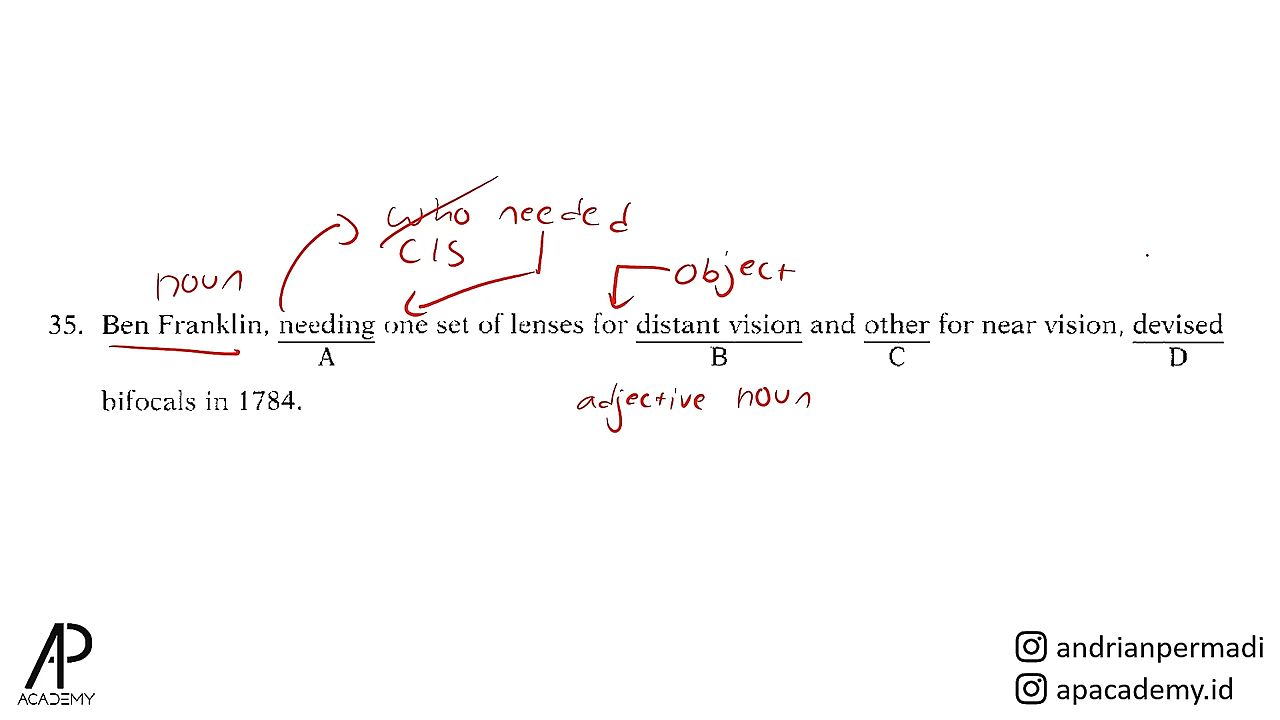 who needed
C/S
object
noun
35. Ben Franklin, needing one set of lenses for distant vision and other for near vision, devised
A B C D
bifocals in 1784.
adjective noun
AP
ACADEMY
andrianpermadi
apacademy.id